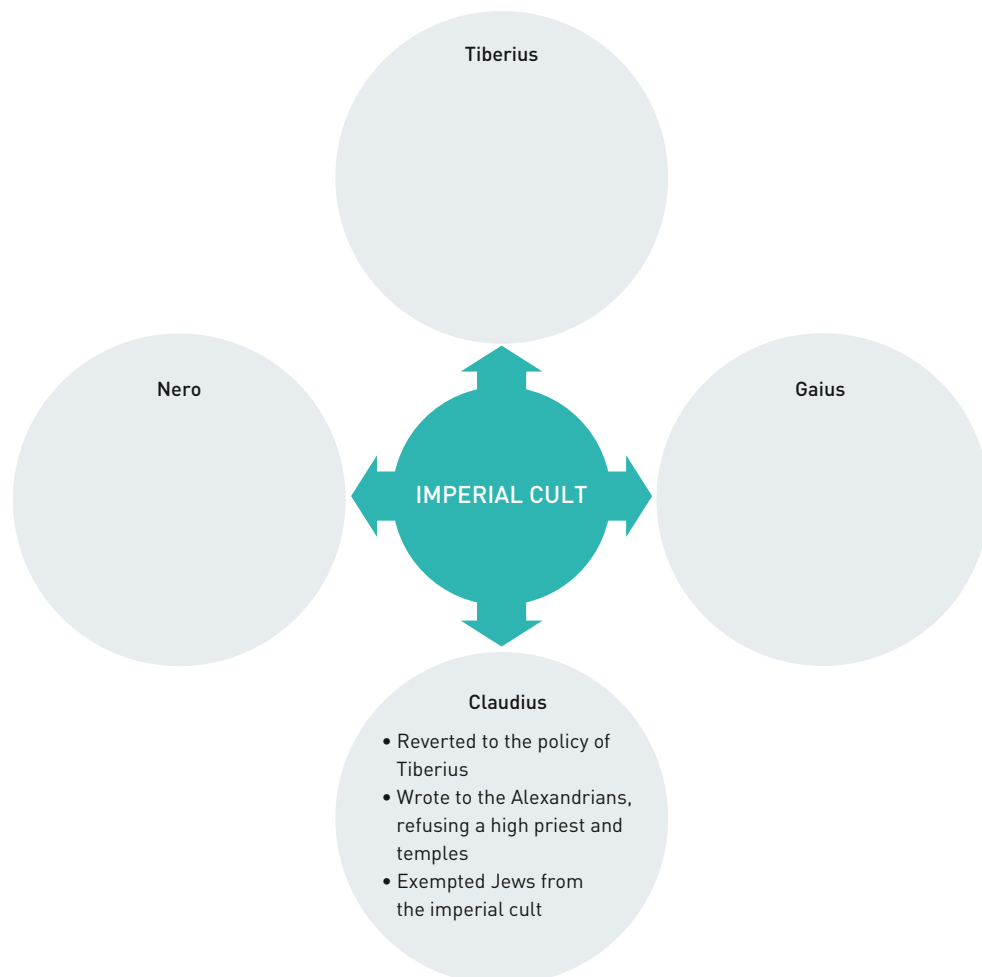 Tiberius
Nero
Gaius
IMPERIAL CULT
Claudius
• Reverted to the policy of
Tiberius
• Wrote to the Alexandrians,
refusing a high priest and
temples
• Exempted Jews from
the imperial cult